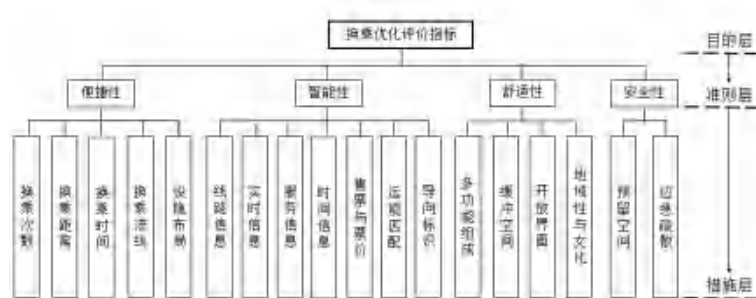 换乘优化评价指标
目的层
便捷性
智能性
舒适性
安全性
准则层
换乘次数
换乘距离
换乘时间
换乘流线
设施布局
线路信息
实时信息
服务信息
时间信息
售票与票价
运能匹配
导向标识
多功能组成
缓冲空间
开放界面
地域性与文化
预留空间
应急疏散
措施层